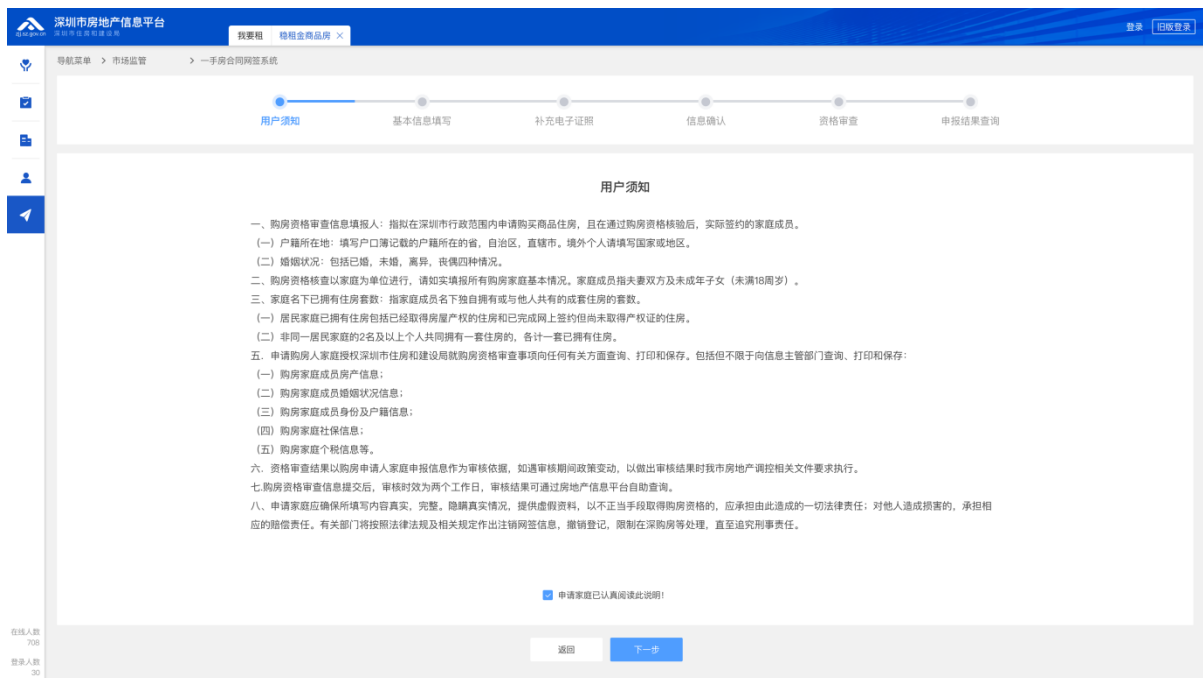 深圳市房地产信息平台
深圳市住房和建设局
zjj.sz.gov.cn
我要租 稳租金商品房 ×
登录 旧版登录
导航菜单 > 市场监管 > 一手房合同网签系统
用户须知 基本信息填写 补充电子证照 信息确认 资格审查 申报结果查询
用户须知
一、购房资格审查信息填报人：指拟在深圳市行政范围内申请购买商品住房，且在通过购房资格核验后，实际签约的家庭成员。
（一）户籍所在地：填写户口簿记载的户籍所在的省，自治区，直辖市。境外个人请填写国家或地区。
（二）婚姻状况：包括已婚，未婚，离异，丧偶四种情况。
二、购房资格核查以家庭为单位进行，请如实填报所有购房家庭基本情况。家庭成员指夫妻双方及未成年子女（未满18周岁）。
三、家庭名下已拥有住房套数：指家庭成员名下独自拥有或与他人共有的成套住房的套数。
（一）居民家庭已拥有住房包括已经取得房屋产权的住房和已完成网上签约但尚未取得产权证的住房。
（二）非同一居民家庭的2名及以上个人共同拥有一套住房的，各计一套已拥有住房。
五．申请购房人家庭授权深圳市住房和建设局就购房资格审查事项向任何有关方面查询、打印和保存。包括但不限于向信息主管部门查询、打印和保存：
（一）购房家庭成员房产信息；
（二）购房家庭成员婚姻状况信息；
（三）购房家庭成员身份及户籍信息；
（四）购房家庭社保信息；
（五）购房家庭个税信息等。
六．资格审查结果以购房申请人家庭申报信息作为审核依据，如遇审核期间政策变动，以做出审核结果时我市房地产调控相关文件要求执行。
七.购房资格审查信息提交后，审核时效为两个工作日，审核结果可通过房地产信息平台自助查询。
八、申请家庭应确保所填写内容真实，完整。隐瞒真实情况，提供虚假资料，以不正当手段取得购房资格的，应承担由此造成的一切法律责任；对他人造成损害的，承担相
应的赔偿责任。有关部门将按照法律法规及相关规定作出注销网签信息，撤销登记，限制在深购房等处理，直至追究刑事责任。
申请家庭已认真阅读此说明！
返回 下一步
在线人数
708
登录人数
30